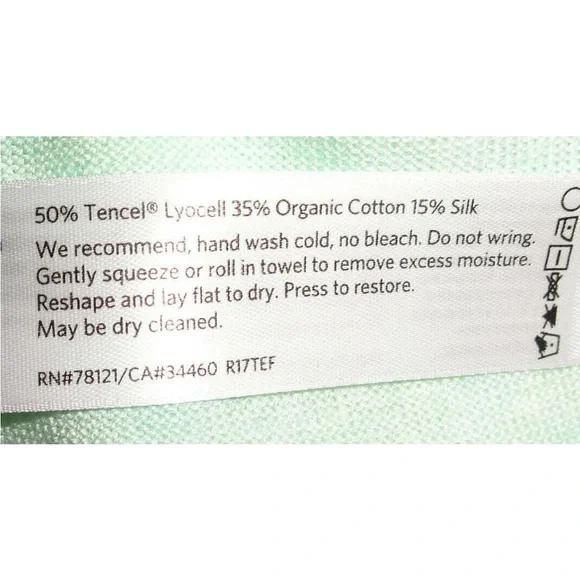 50% Tencel® Lyocell 35% Organic Cotton 15% Silk
We recommend, hand wash cold, no bleach. Do not wring.
Gently squeeze or roll in towel to remove excess moisture.
Reshape and lay flat to dry. Press to restore.
May be dry cleaned.
RN#78121/CA#34460 R17TEF